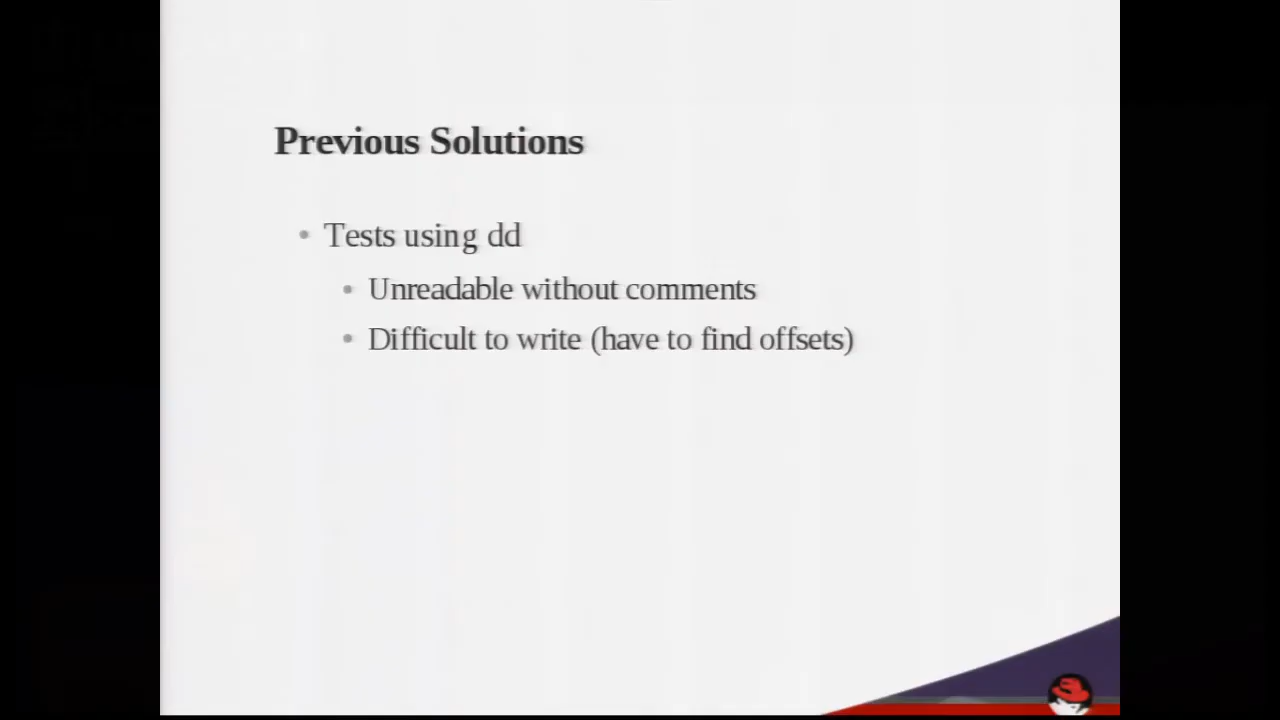 Previous Solutions
• Tests using dd
• Unreadable without comments
• Difficult to write (have to find offsets)